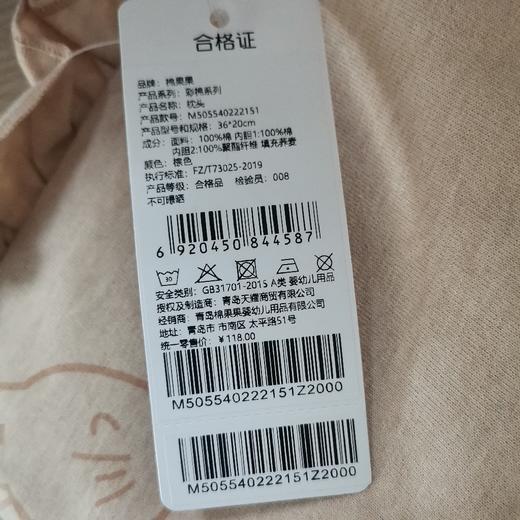 合格证
品牌：棉果果
产品系列：彩棉系列
产品名称：枕头
产品款号：M505540222151
产品型号和规格：36*20cm
成分：面料：100%棉 内胆1:100%棉
内胆2:100%聚酯纤维 填充荞麦
颜色：棕色
执行标准：FZ/T73025-2019
产品等级：合格品 检验员：008
不可曝晒
6 920450 844587
30
安全类别：GB31701-2015 A类 婴幼儿用品
授权及制造商：青岛天耀商贸有限公司
经销商：青岛棉果果婴幼儿用品有限公司
地址：青岛市 市南区 太平路51号
统一零售价：￥118.00
M505540222151Z2000
M505540222151Z2000